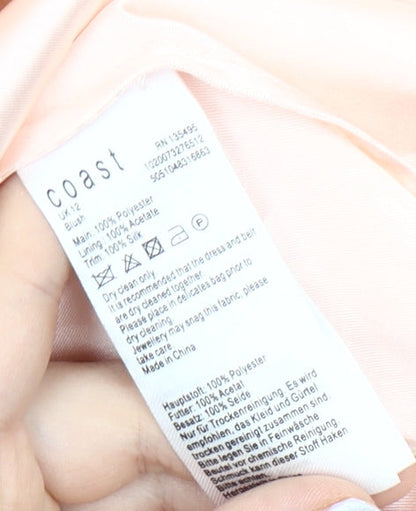 coast
RN 135495
1020073276512
5051048316663
UK 12
Blush
Main: 100% Polyester
Lining: 100% Acetate
Trim: 100% Silk
P
F
Dry clean only
It is recommended that the dress and belt
are dry cleaned together.
Please place in delicates bag prior to
dry cleaning
Jewellery may snag this fabric, please
take care
Made in China
Hauptstoff: 100% Polyester
Futter: 100% Acetat
Besatz: 100% Seide
Nur für Trockenreinigung. Es wird
empfohlen, das Kleid und Gürtel
trocken gereinigt zusammen sind.
Bitte legen Sie in Feinwäsche
Beutel vor chemische Reinigung
Schmuck kann dieser Stoff Haken
Bitte
Hergestellt